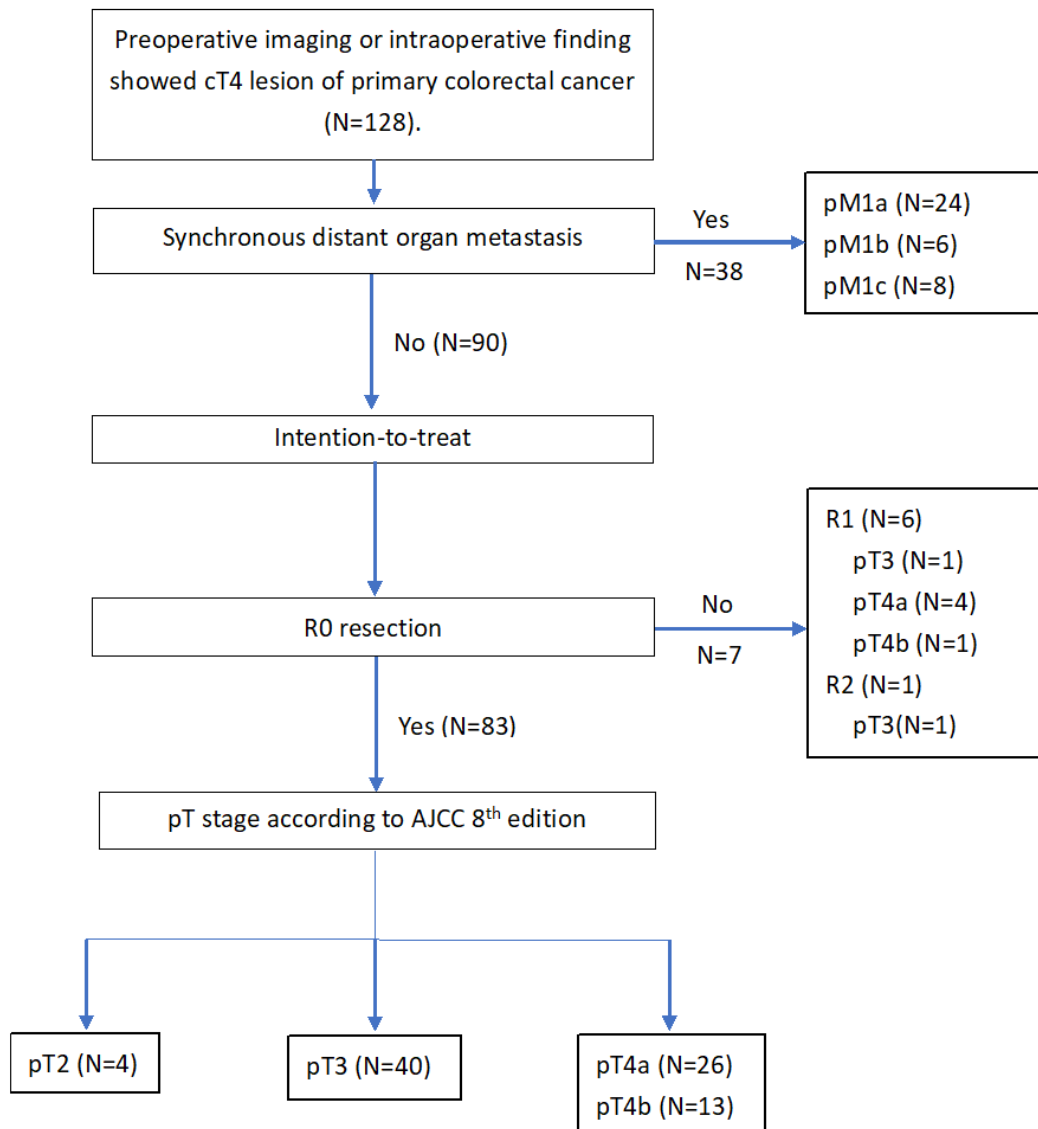 Preoperative imaging or intraoperative finding
showed cT4 lesion of primary colorectal cancer
(N=128).
Synchronous distant organ metastasis
Yes
N=38
pM1a (N=24)
pM1b (N=6)
pM1c (N=8)
No (N=90)
Intention-to-treat
R0 resection
No
N=7
R1 (N=6)
pT3 (N=1)
pT4a (N=4)
pT4b (N=1)
R2 (N=1)
pT3(N=1)
Yes (N=83)
pT stage according to AJCC 8th edition
pT2 (N=4)
pT3 (N=40)
pT4a (N=26)
pT4b (N=13)